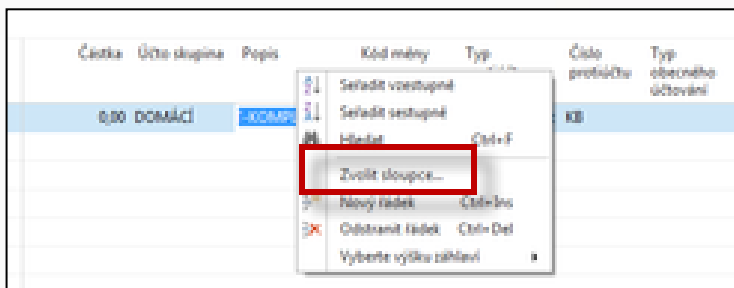 Částka Účto skupina Popis Kód měny Typ Číslo protiúčtu Typ obecného účtování
0,00 DOMÁCÍ KB
Seřadit vzestupně
Seřadit sestupně
Hledat Ctrl+F
Zvolit sloupce...
Nový řádek Ctrl+Ins
Odstranit řádek Ctrl+Del
Vyberte výšku záhlaví